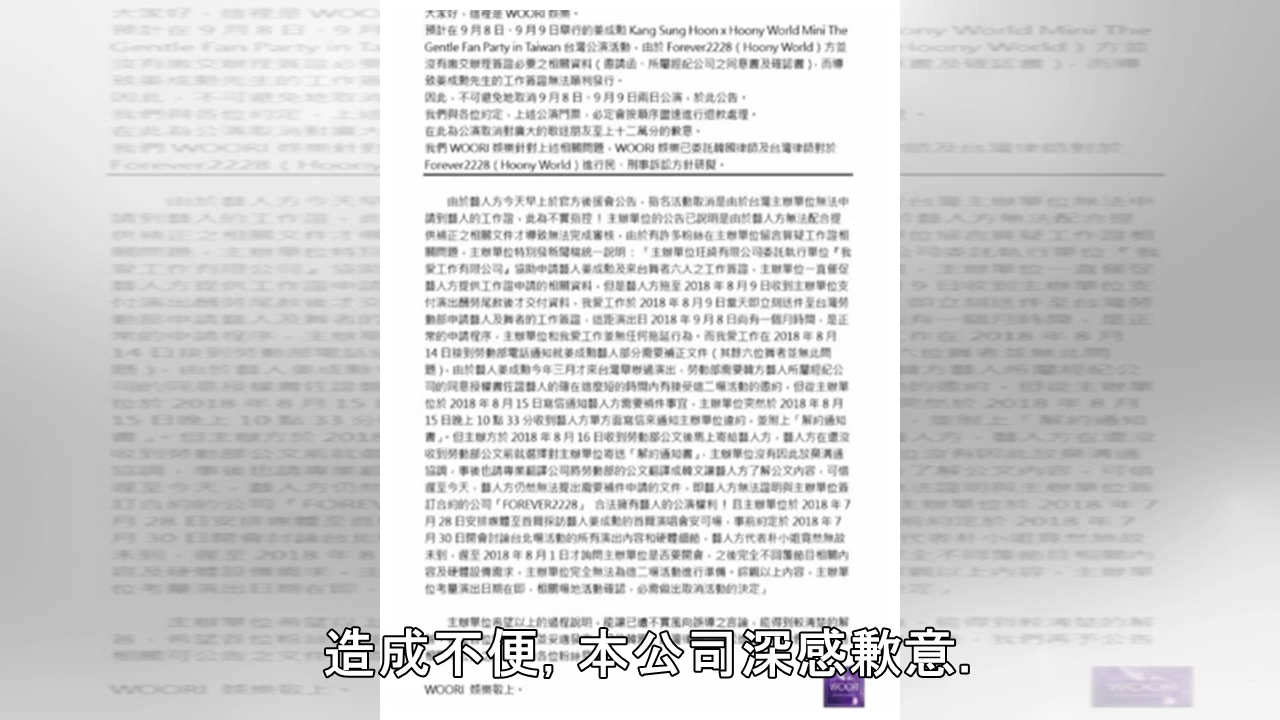 大家好，這裡是 WOORI 娛樂。
預計在 9 月 8 日、9 月 9 日舉行的姜成勳 Kang Sung Hoon x Hoony World Mini The
Gentle Fan Party in Taiwan 台灣公演活動，由於 Forever2228（Hoony World）方並
沒有繳交辦理簽證必要之相關資料（邀請函、所屬經紀公司之同意書及確認書），而導
致姜成勳先生的工作簽證無法順利發行。
因此，不可避免地取消 9 月 8 日、9 月 9 日兩日公演，於此公告。
我們與各位約定，上述公演門票，必定會按順序盡速進行退款處理。
在此為公演取消對廣大的歌迷朋友至上十二萬分的歉意。
我們 WOORI 娛樂針對上述相關問題，WOORI 娛樂已委託韓國律師及台灣律師對於
Forever2228（Hoony World）進行民、刑事訴訟方針研擬。
由於藝人方今天早上於官方後援會公告，指名活動取消是由於台灣主辦單位無法申
請到藝人的工作證，此為不實指控！主辦單位的公告已說明是由於藝人方無法配合提
供補正之相關文件才導致無法完成審核，由於有許多粉絲在主辦單位留言質疑工作證相
關問題，主辦單位特別發新聞稿統一說明：「主辦單位玨綺有限公司委託執行單位『我
愛工作有限公司』協助申請藝人姜成勳及來台舞者六人之工作簽證，主辦單位一直催促
藝人方提供工作證申請的相關資料，但是藝人方拖至 2018 年 8 月 9 日收到主辦單位支
付演出酬勞尾款後才交付資料，我愛工作於 2018 年 8 月 9 日當天即立刻送件至台灣勞
動部申請藝人及舞者的工作簽證，這距演出日 2018 年 9 月 8 日尚有一個月時間，是正
常的申請程序，主辦單位和我愛工作並無任何拖延行為。而我愛工作在 2018 年 8 月
14 日接到勞動部電話通知就姜成勳藝人部分需要補正文件（其餘六位舞者並無此問
題），由於藝人姜成勳今年三月才來台灣舉辦過演出，勞動部需要韓方藝人所屬經紀公
司的同意授權書佐證藝人的確在這麼短的時間內有接受這二場活動的邀約，但從主辦單
位於 2018 年 8 月 15 日寫信通知藝人方需要補件事宜，主辦單位突然於 2018 年 8 月
15 日晚上 10 點 33 分收到藝人方單方面寫信來通知主辦單位違約，並附上「解約通知
書」。但主辦方於 2018 年 8 月 16 日收到勞動部公文後馬上寄給藝人方，藝人方在還沒
收到勞動部公文前就選擇對主辦單位寄送「解約通知書」，主辦單位沒有因此放棄溝通
協調，事後也請專業翻譯公司將勞動部的公文翻譯成韓文讓藝人方了解公文內容，可惜
遲至今天，藝人方仍然無法提出需要補件申請的文件，即藝人方無法證明與主辦單位簽
訂合約的公司「FOREVER2228」 合法擁有藝人的公演權利！且主辦單位於 2018 年 7
月 28 日安排媒體至首爾採訪藝人姜成勳的首爾演唱會安可場，事前約定於 2018 年 7
月 30 日開會討論台北場活動的所有演出內容和硬體細節，藝人方代表朴小姐竟然無故
未到，遲至 2018 年 8 月 1 日才詢問主辦單位是否要開會，之後完全不回覆節目相關內
容及硬體設備需求，主辦單位完全無法為這二場活動進行準備。綜觀以上內容，主辦單
位考量演出日期在即，相關場地活動確認，必需做出取消活動的決定」
主辦單位希望以上的過程說明，能讓已遭不實風向誤導之言論，能得到較清楚的解
造成不便, 本公司深感歉意.
WOORI 娛樂敬上。
WOORI